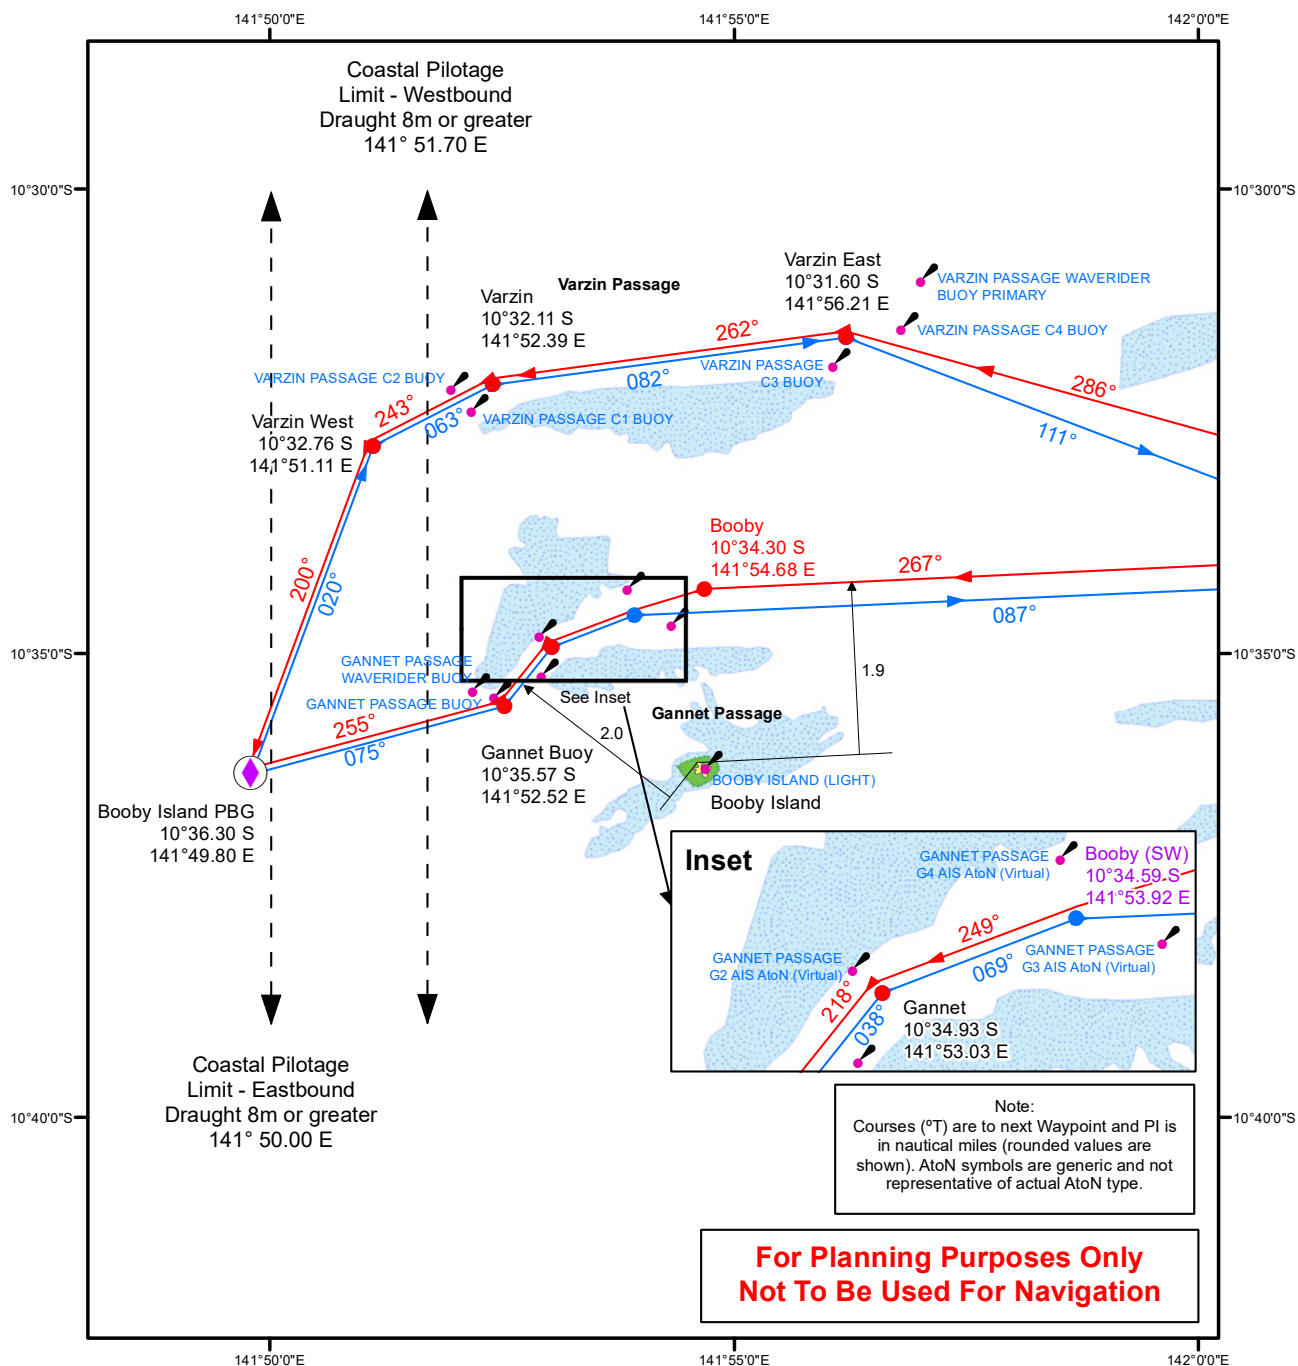 141°50'0"E
141°55'0"E
142°0'0"E
Coastal Pilotage
Limit - Westbound
Draught 8m or greater
141° 51.70 E
10°30'0"S
10°30'0"S
Varzin East
10°31.60 S
141°56.21 E
Varzin Passage
VARZIN PASSAGE WAVERIDER
BUOY PRIMARY
Varzin
10°32.11 S
141°52.39 E
262°
VARZIN PASSAGE C4 BUOY
VARZIN PASSAGE
C3 BUOY
VARZIN PASSAGE C2 BUOY
082°
286°
243°
063°
VARZIN PASSAGE C1 BUOY
Varzin West
10°32.76 S
141°51.11 E
111°
Booby
10°34.30 S
141°54.68 E
267°
200°
020°
087°
10°35'0"S
10°35'0"S
GANNET PASSAGE
WAVERIDER BUOY
GANNET PASSAGE BUOY
1.9
See Inset
Gannet Passage
255°
075°
2.0
Gannet Buoy
10°35.57 S
141°52.52 E
BOOBY ISLAND (LIGHT)
Booby Island
Booby Island PBG
10°36.30 S
141°49.80 E
Inset
GANNET PASSAGE
G4 AIS AtoN (Virtual)
Booby (SW)
10°34.59 S
141°53.92 E
249°
069°
GANNET PASSAGE
G3 AIS AtoN (Virtual)
GANNET PASSAGE
G2 AIS AtoN (Virtual)
218°
038°
Gannet
10°34.93 S
141°53.03 E
Coastal Pilotage
Limit - Eastbound
Draught 8m or greater
141° 50.00 E
10°40'0"S
10°40'0"S
Note:
Courses (ºT) are to next Waypoint and PI is
in nautical miles (rounded values are
shown). AtoN symbols are generic and not
representative of actual AtoN type.
For Planning Purposes Only
Not To Be Used For Navigation
141°50'0"E
141°55'0"E
142°0'0"E